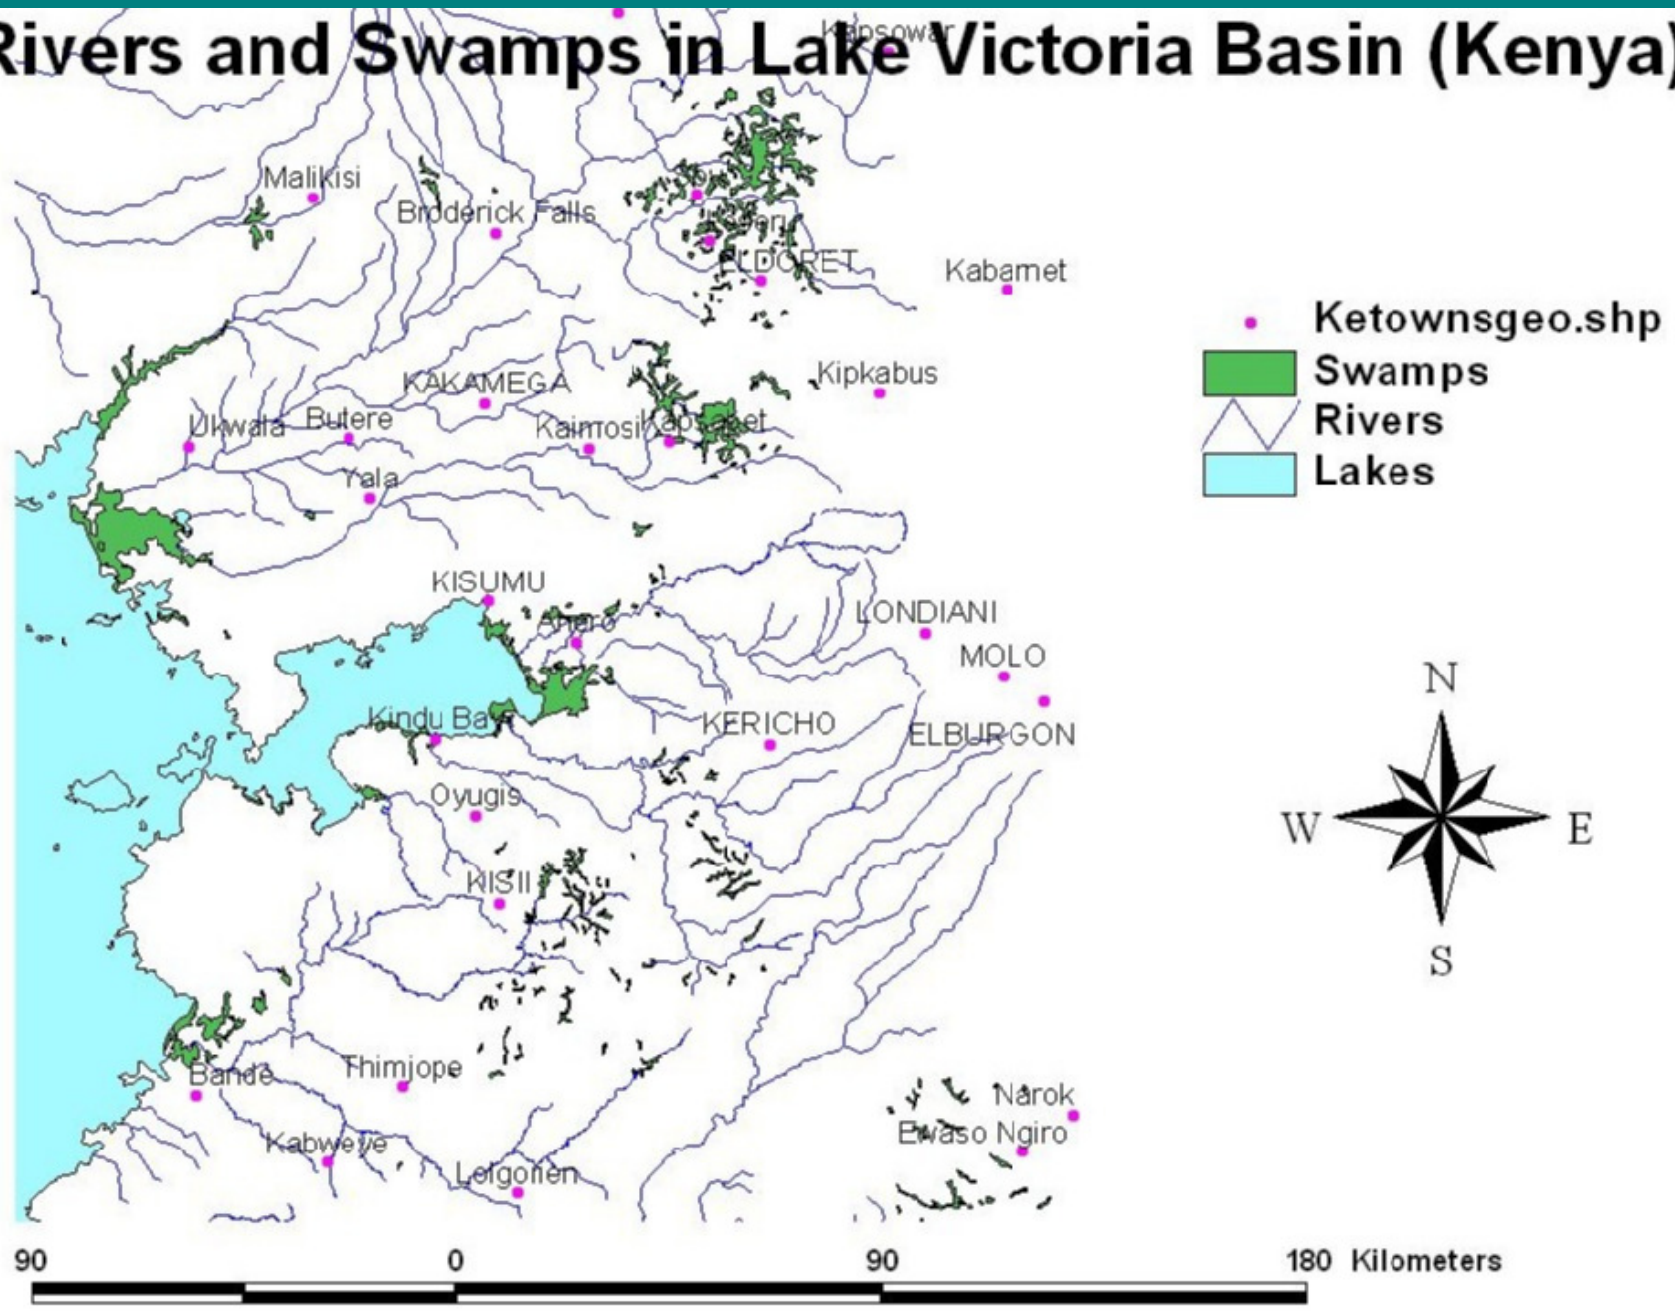 Rivers and Swamps in Lake Victoria Basin (Kenya)
Kapsowar
Malikisi
Broderick Falls
ELDORET
Kabarnet
Ketownsgeo.shp
Swamps
Rivers
Lakes
Kipkabus
KAKAMEGA
Ukwala
Butere
Kaimosi
Kapsabet
Yala
KISUMU
Ahero
LONDIANI
MOLO
Kindu Bay
KERICHO
ELBURGON
Oyugis
KISII
N
W
E
S
Bande
Thimjope
Narok
Ewaso Ngiro
Kabweye
Lolgorien
90 0 90 180 Kilometers